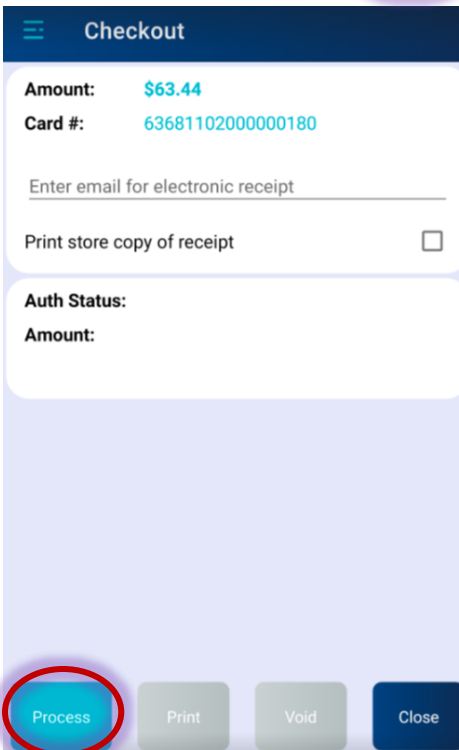 Checkout
Amount: $63.44
Card #: 63681102000000180
Enter email for electronic receipt
Print store copy of receipt
Auth Status:
Amount:
Process Print Void Close